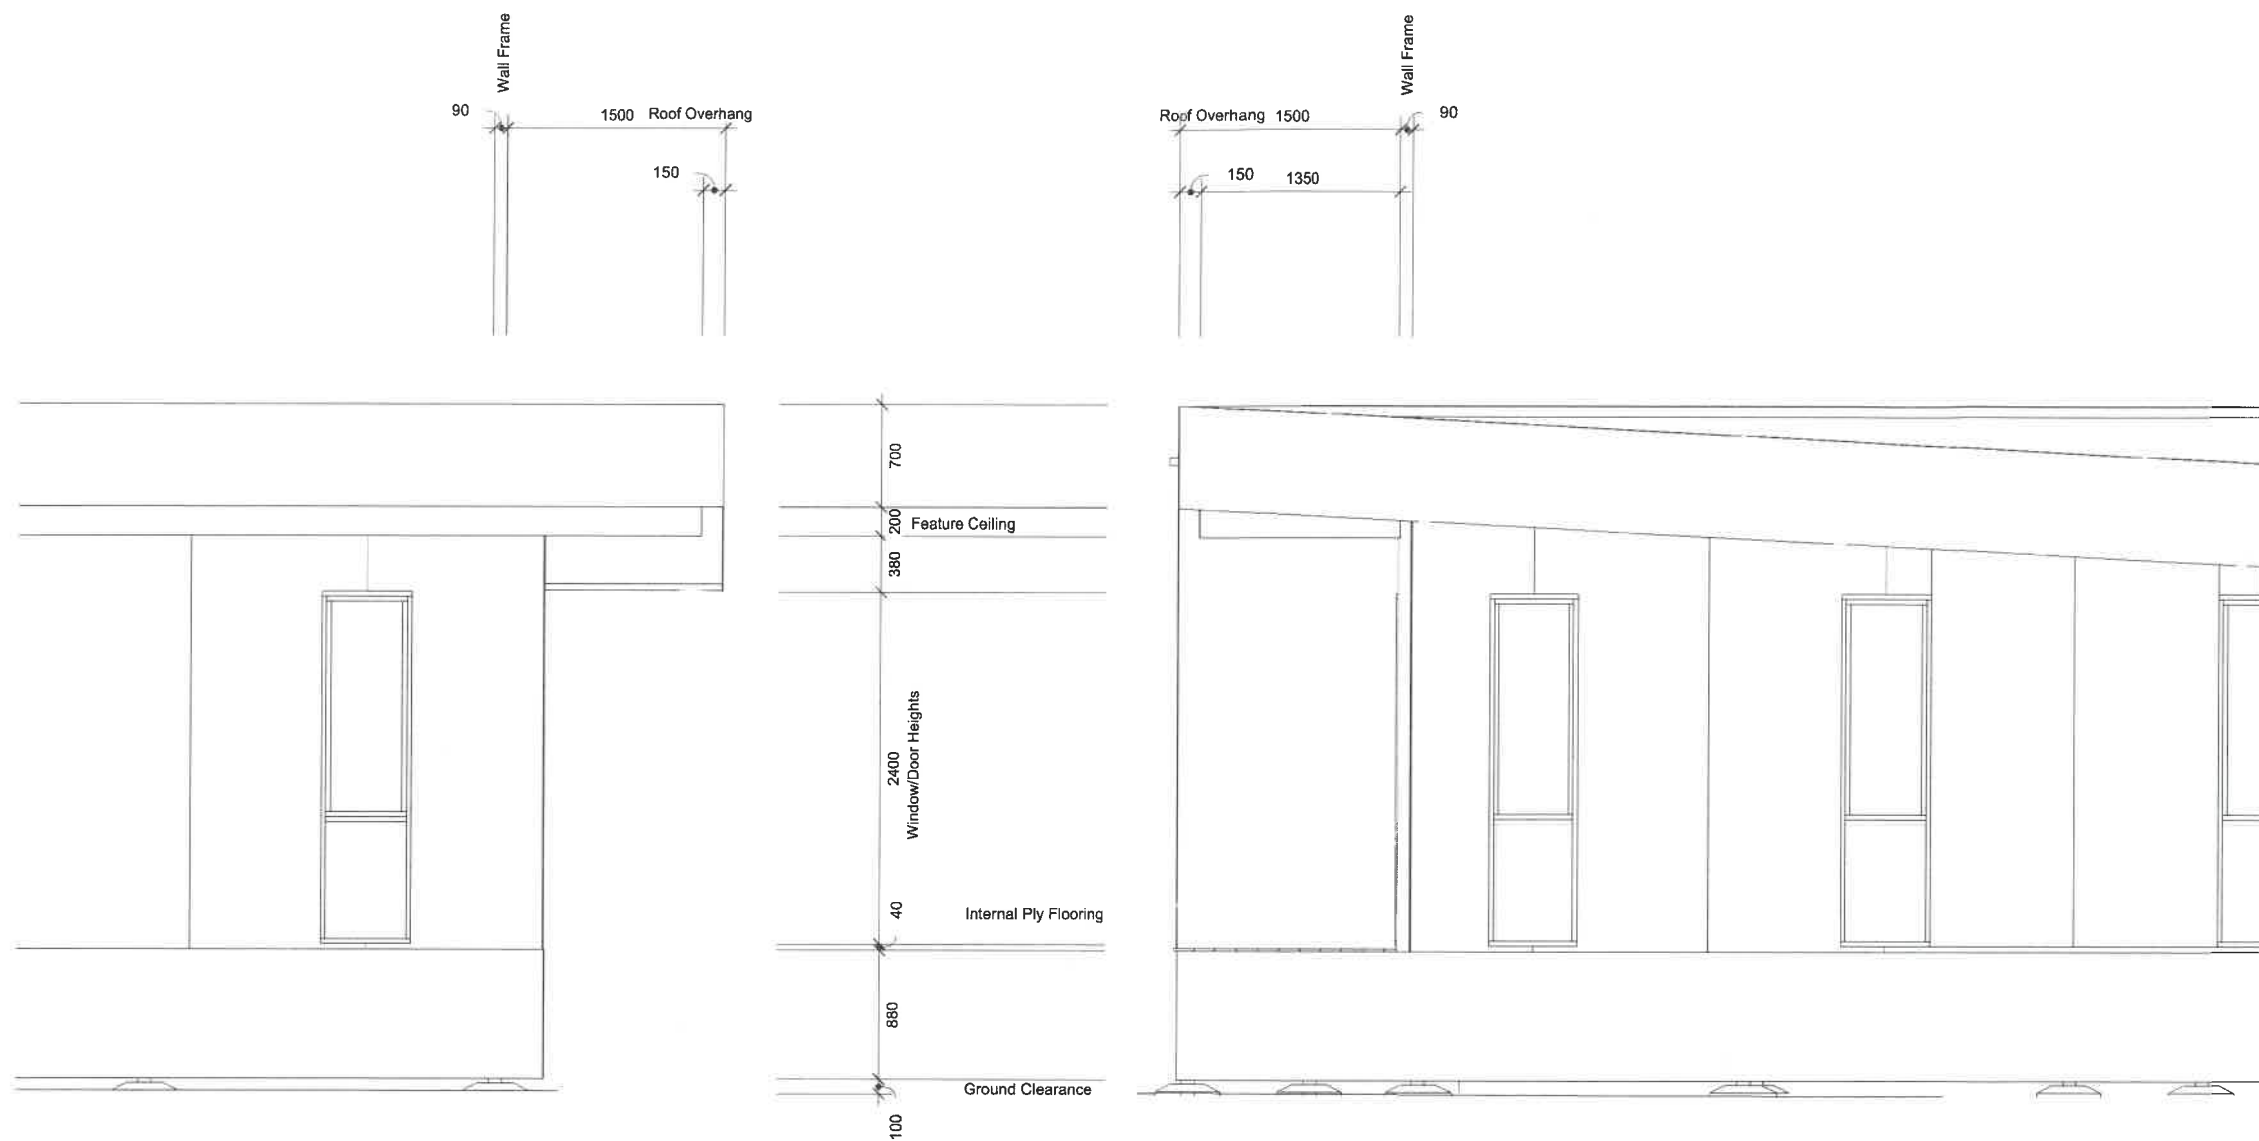 Wall Frame
90
1500 Roof Overhang
150
Wall Frame
Roof Overhang 1500
90
150
1350
700
200
Feature Ceiling
380
2400
Window/Door Heights
40
Internal Ply Flooring
880
Ground Clearance
100